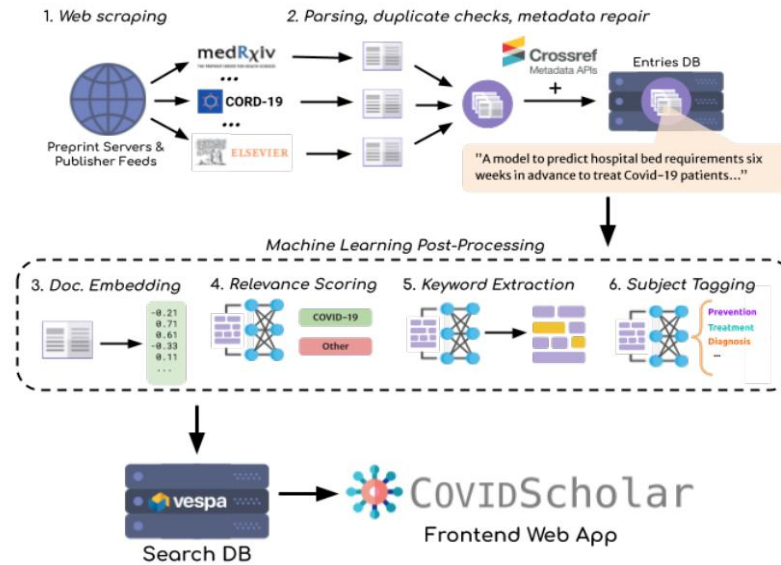 1. Web scraping
2. Parsing, duplicate checks, metadata repair
medRxiv
THE PREPRINT SERVER FOR HEALTH SCIENCES
...
CORD-19
...
ELSEVIER
Preprint Servers &
Publisher Feeds
Crossref
Metadata APIs
+
Entries DB
"A model to predict hospital bed requirements six
weeks in advance to treat Covid-19 patients..."
Machine Learning Post-Processing
3. Doc. Embedding
-0.21
0.71
0.61
-0.33
0.11
...
4. Relevance Scoring
COVID-19
Other
5. Keyword Extraction
6. Subject Tagging
Prevention
Treatment
Diagnosis
...
vespa
Search DB
COVIDSCHOLAR
Frontend Web App